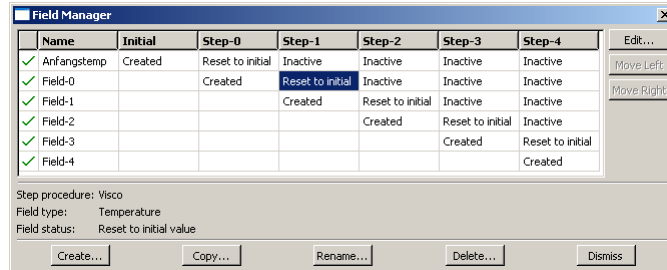 Field Manager
Name Initial Step-0 Step-1 Step-2 Step-3 Step-4
Anfangstemp Created Reset to initial Inactive Inactive Inactive Inactive
Field-0 Created Reset to initial Inactive Inactive Inactive
Field-1 Created Reset to initial Inactive Inactive
Field-2 Created Reset to initial Inactive
Field-3 Created Reset to initial
Field-4 Created
Edit...
Move Left
Move Right
Step procedure: Visco
Field type: Temperature
Field status: Reset to initial value
Create... Copy... Rename... Delete... Dismiss